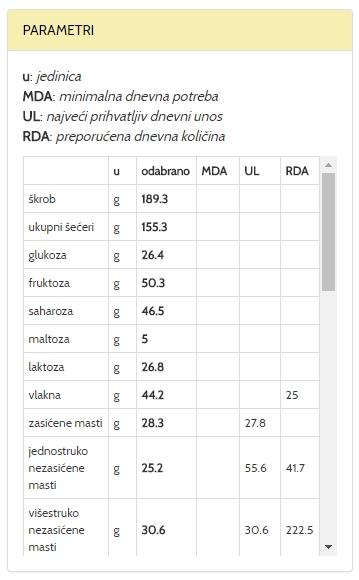 PARAMETRI
u: jedinica
MDA: minimalna dnevna potreba
UL: najveći prihvatljiv dnevni unos
RDA: preporućena dnevna količina
u odabrano MDA UL RDA
škrob g 189.3
ukupni šećeri g 155.3
glukoza g 26.4
fruktoza g 50.3
saharoza g 46.5
maltoza g 5
laktoza g 26.8
vlakna g 44.2 25
zasićene masti g 28.3 27.8
jednostruko
nezasićene g 25.2 55.6 41.7
masti
višestruko
nezasićene g 30.6 30.6 222.5
masti